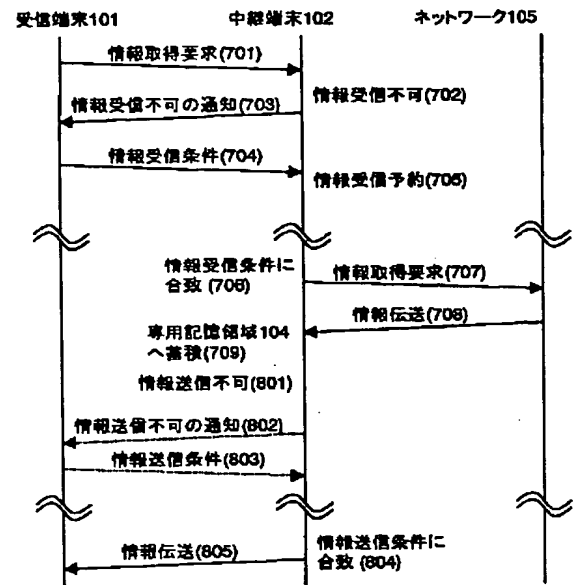 受信端末101 中継端末102 ネットワーク105
情報取得要求(701)
情報受信不可(702)
情報受信不可の通知(703)
情報受信条件(704)
情報受信予約(705)
情報受信条件に
合致(706)
情報取得要求(707)
情報伝送(708)
専用記憶領域104
へ蓄積(709)
情報送信不可(801)
情報送信不可の通知(802)
情報送信条件(803)
情報送信条件に
合致(804)
情報伝送(805)